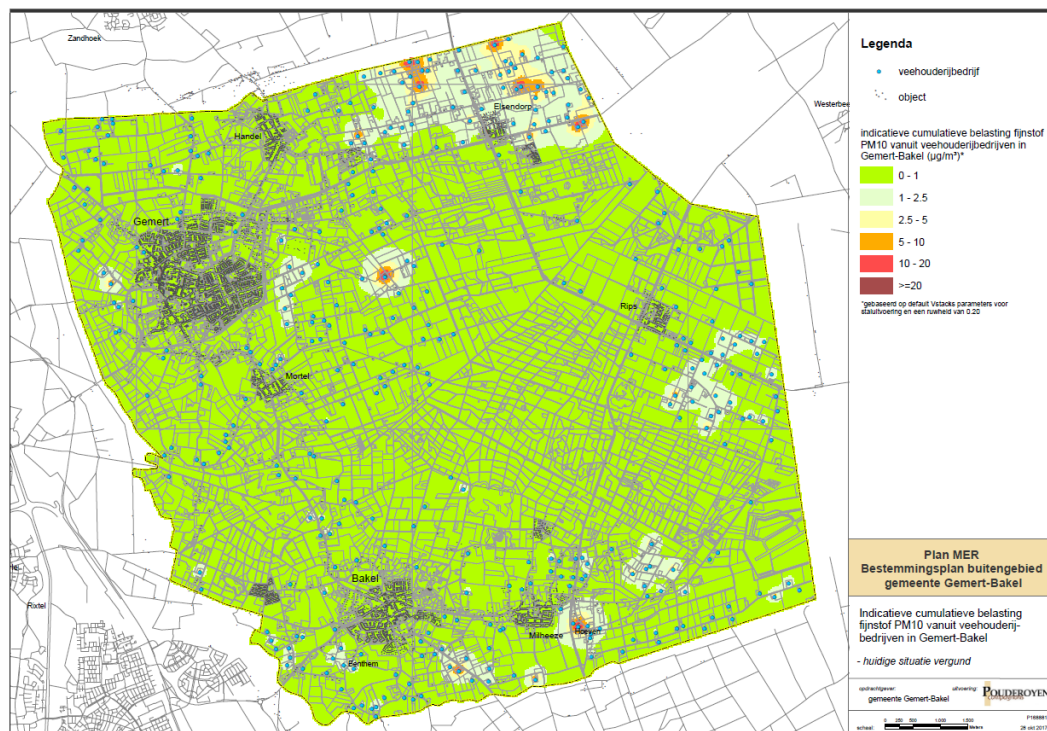 Zandhoek
Elsendorp
Westerbee
Handel
Gemert
Rips
Mortel
Bakel
Milheeze
Hoeven
Benthem
Rixtel
Legenda
veehouderijbedrijf
object
indicatieve cumulatieve belasting fijnstof
PM10 vanuit veehouderijbedrijven in
Gemert-Bakel (µg/m³)*
0 - 1
1 - 2.5
2.5 - 5
5 - 10
10 - 20
>=20
*gebaseerd op default Vstacks parameters voor
staluitvoering en een ruwheid van 0.20
Plan MER
Bestemmingsplan buitengebied
gemeente Gemert-Bakel
Indicatieve cumulatieve belasting
fijnstof PM10 vanuit veehouderij-
bedrijven in Gemert-Bakel
- huidige situatie vergund
opdrachtgever: uitvoering:
gemeente Gemert-Bakel POUDEROYEN
schaal: 0 250 500 1.000 1.500
Meters
28 okt 2017